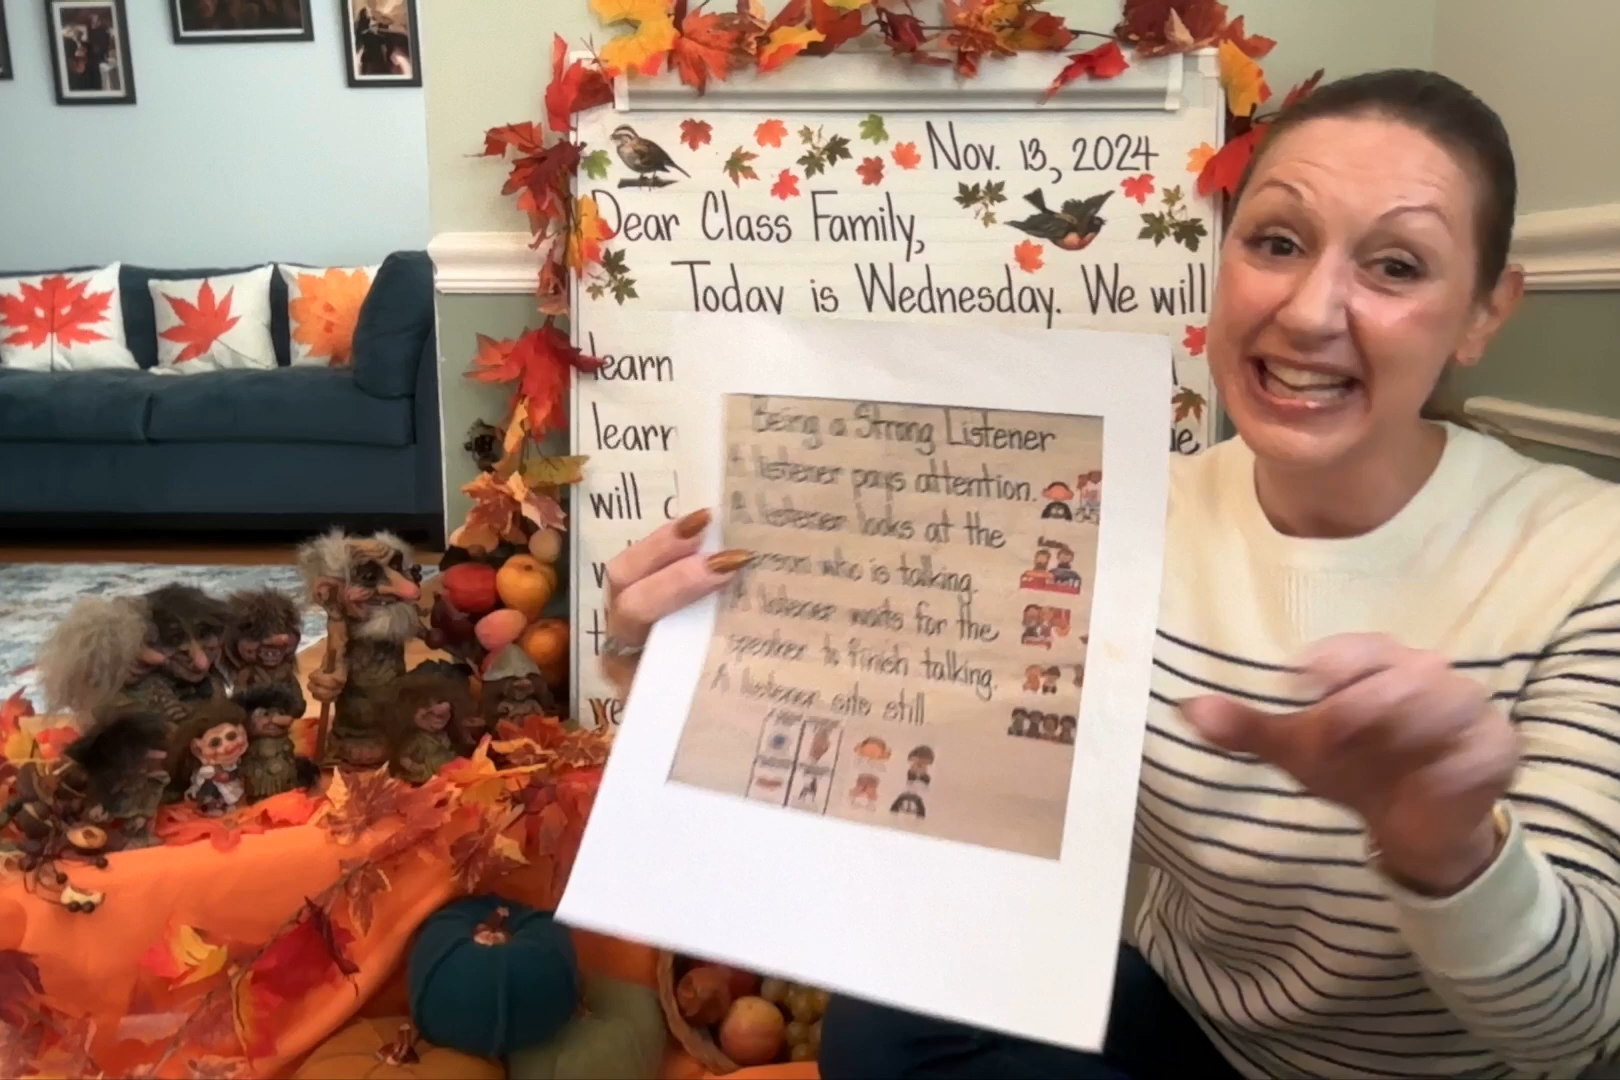 Nov. 13, 2024
Dear Class Family,
Today is Wednesday. We will
learn
learn
will
Being a Strong Listener
A listener pays attention.
A listener looks at the
person who is talking.
A listener waits for the
speaker to finish talking.
A listener sits still.